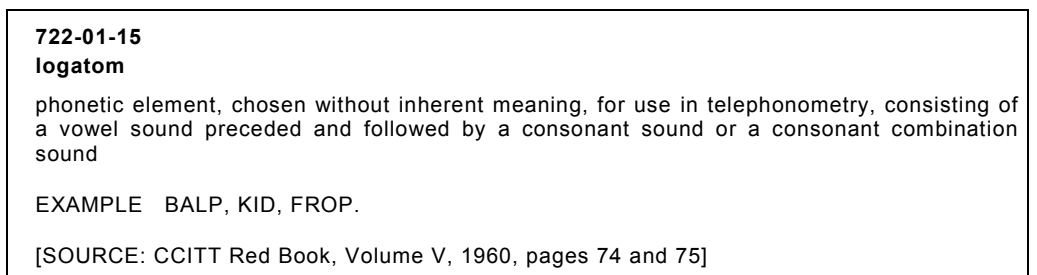 722-01-15
logatom
phonetic element, chosen without inherent meaning, for use in telephonometry, consisting of
a vowel sound preceded and followed by a consonant sound or a consonant combination
sound
EXAMPLE BALP, KID, FROP.
[SOURCE: CCITT Red Book, Volume V, 1960, pages 74 and 75]